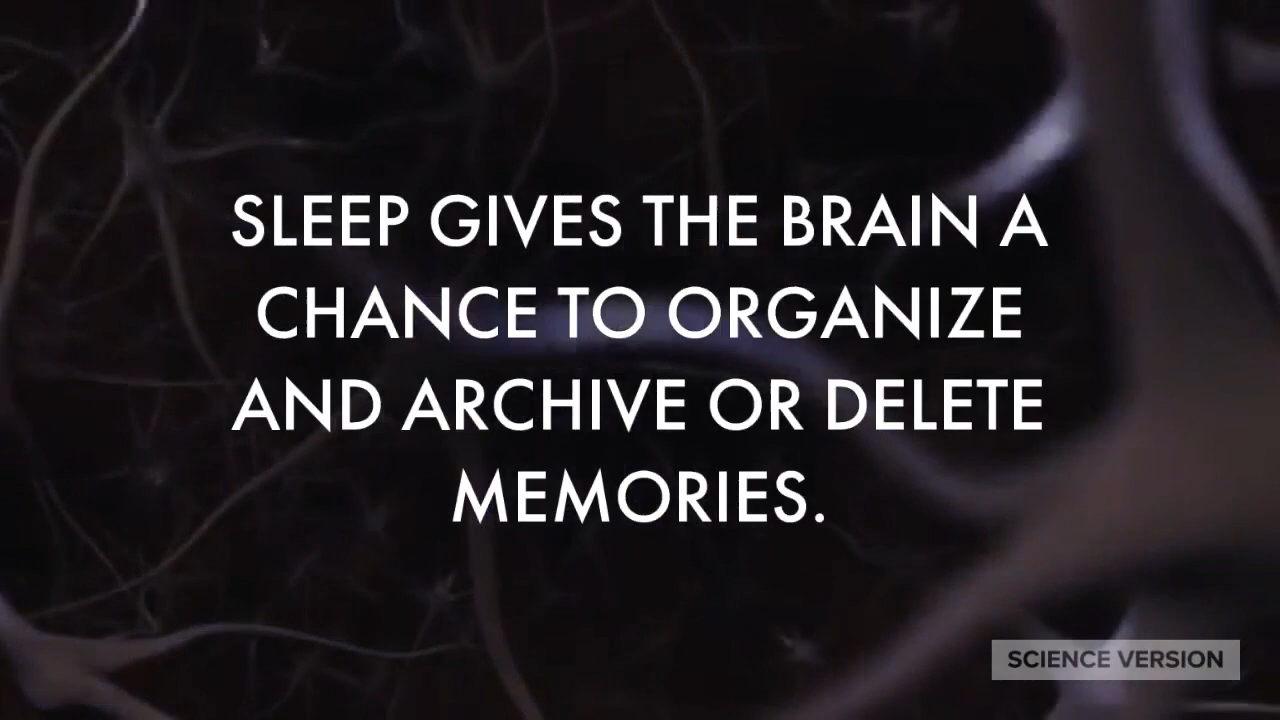 SLEEP GIVES THE BRAIN A
CHANCE TO ORGANIZE
AND ARCHIVE OR DELETE
MEMORIES.
SCIENCE VERSION